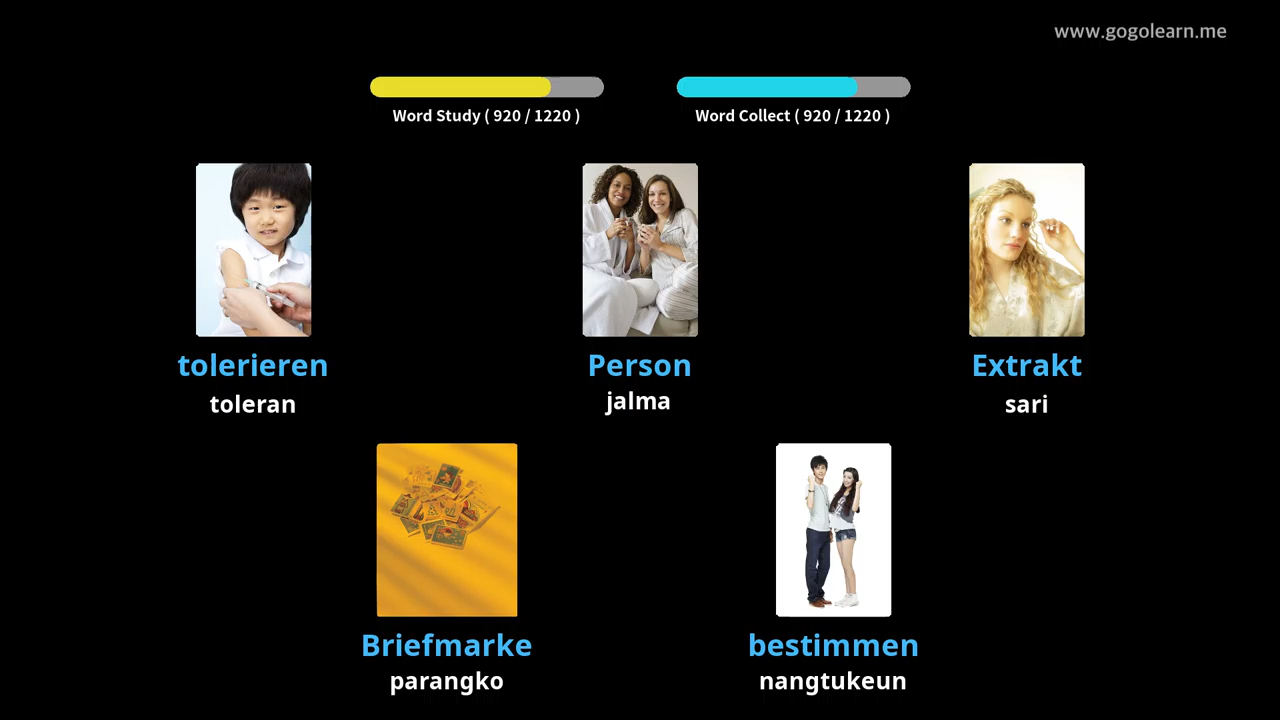 www.gogolearn.me
Word Study ( 920 / 1220 )
Word Collect ( 920 / 1220 )
tolerieren
toleran
Person
jalma
Extrakt
sari
Briefmarke
parangko
bestimmen
nangtukeun